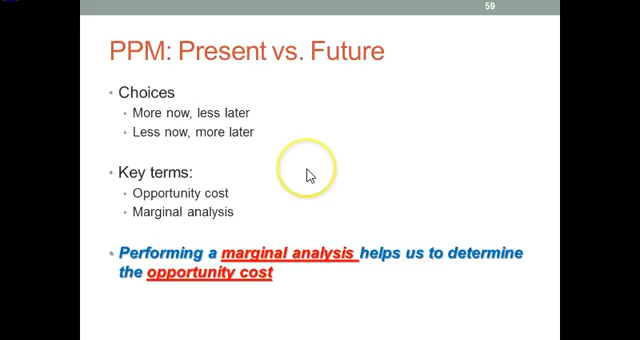 59
PPM: Present vs. Future
Choices
More now, less later
Less now, more later
Key terms:
Opportunity cost
Marginal analysis
Performing a marginal analysis helps us to determine
the opportunity cost